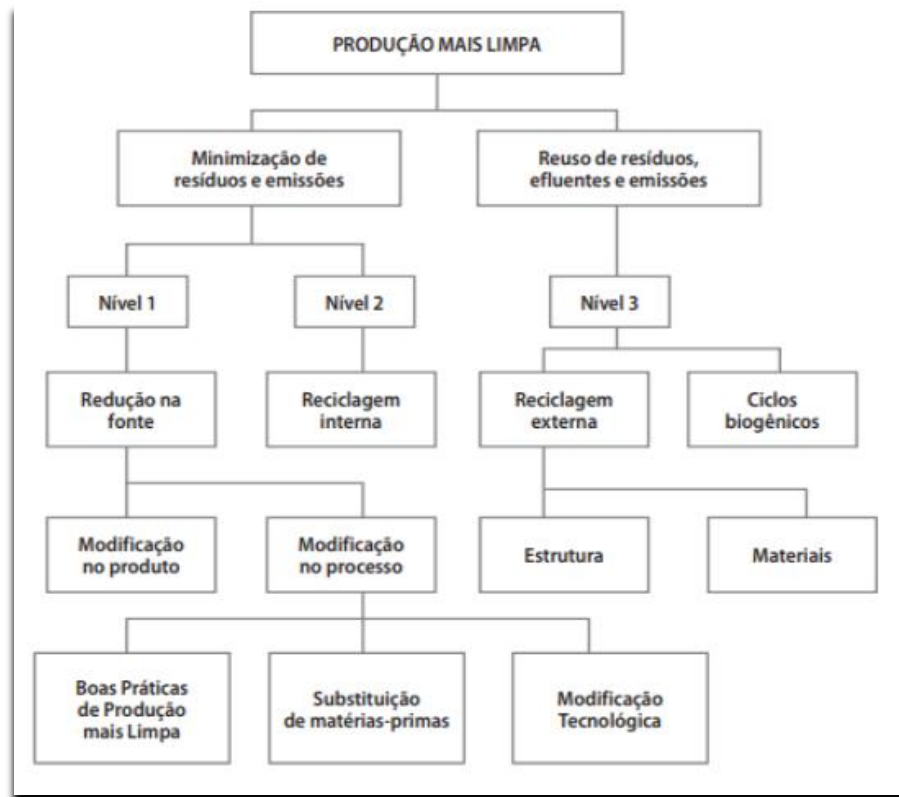 PRODUÇÃO MAIS LIMPA
Minimização de
resíduos e emissões
Reuso de resíduos,
efluentes e emissões
Nível 1
Nível 2
Nível 3
Redução na
fonte
Reciclagem
interna
Reciclagem
externa
Ciclos
biogênicos
Modificação
no produto
Modificação
no processo
Estrutura
Materiais
Boas Práticas
de Produção
mais Limpa
Substituição
de matérias-primas
Modificação
Tecnológica